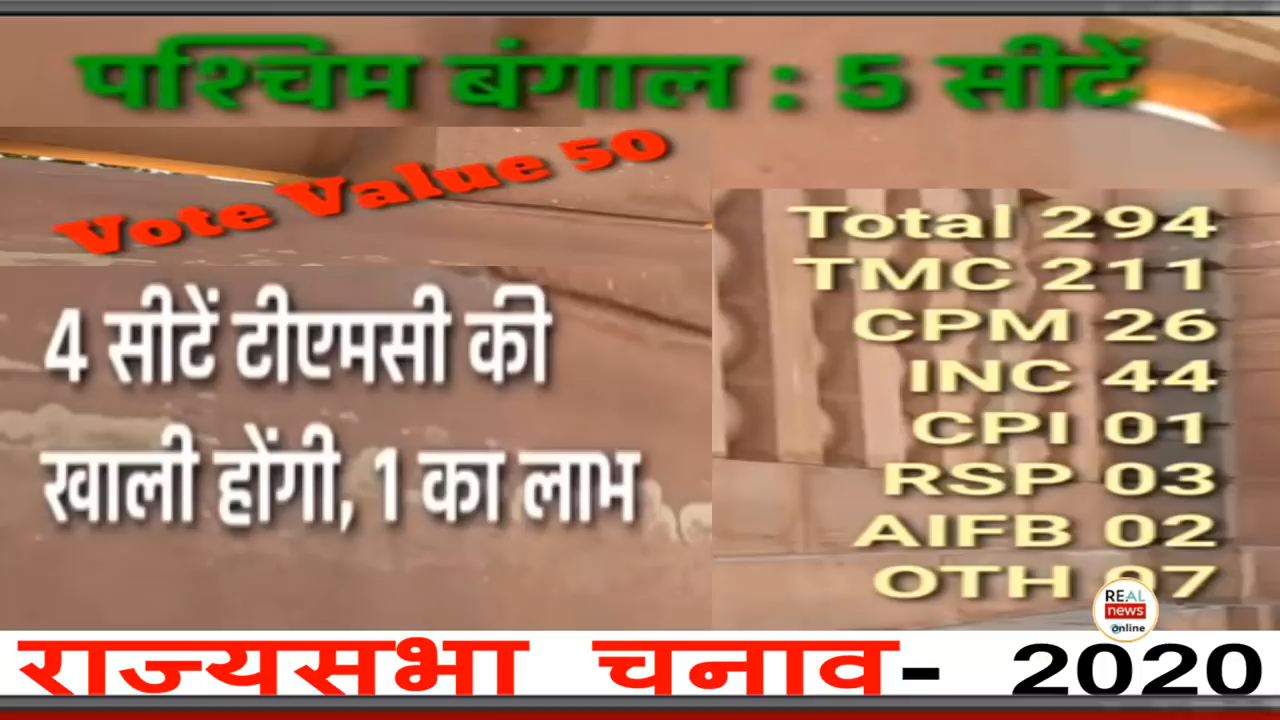 पश्चिम बंगाल : 5 सीटें
Vote Value 50
4 सीटें टीएमसी की
खाली होंगी, 1 का लाभ
Total 294
TMC 211
CPM 26
INC 44
CPI 01
RSP 03
AIFB 02
OTH 07
REAL
news
online
राज्यसभा चनाव- 2020